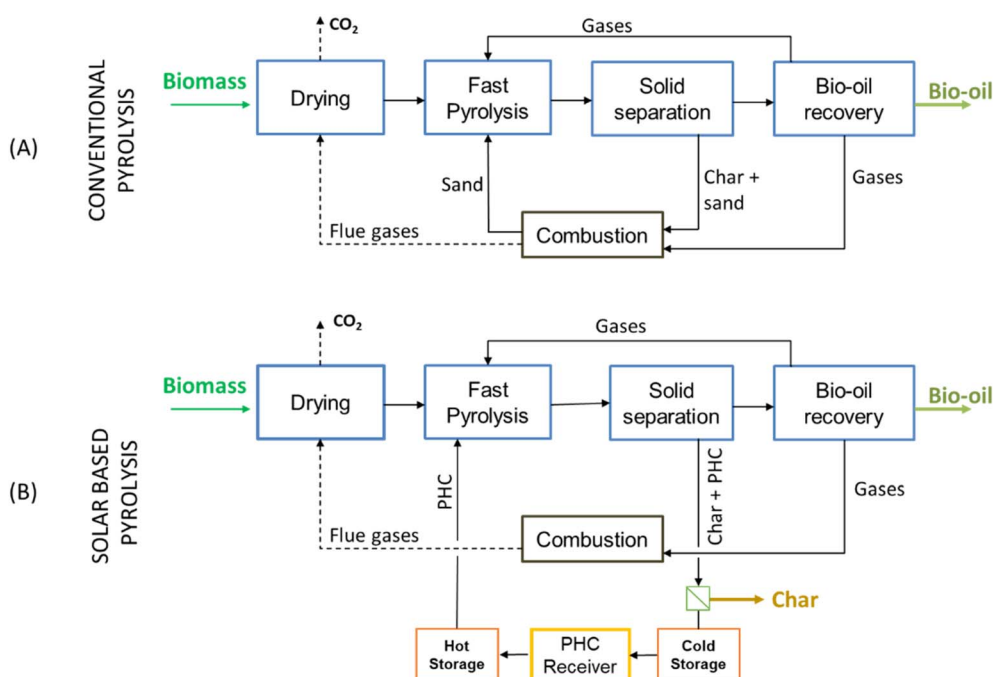 (A)
CONVENTIONAL
PYROLYSIS
CO₂
Gases
Biomass
Drying
Fast
Pyrolysis
Solid
separation
Bio-oil
recovery
Bio-oil
Sand
Char +
sand
Gases
Flue gases
Combustion
(B)
SOLAR BASED
PYROLYSIS
CO₂
Gases
Biomass
Drying
Fast
Pyrolysis
Solid
separation
Bio-oil
recovery
Bio-oil
PHC
Char + PHC
Gases
Flue gases
Combustion
Char
Hot
Storage
PHC
Receiver
Cold
Storage